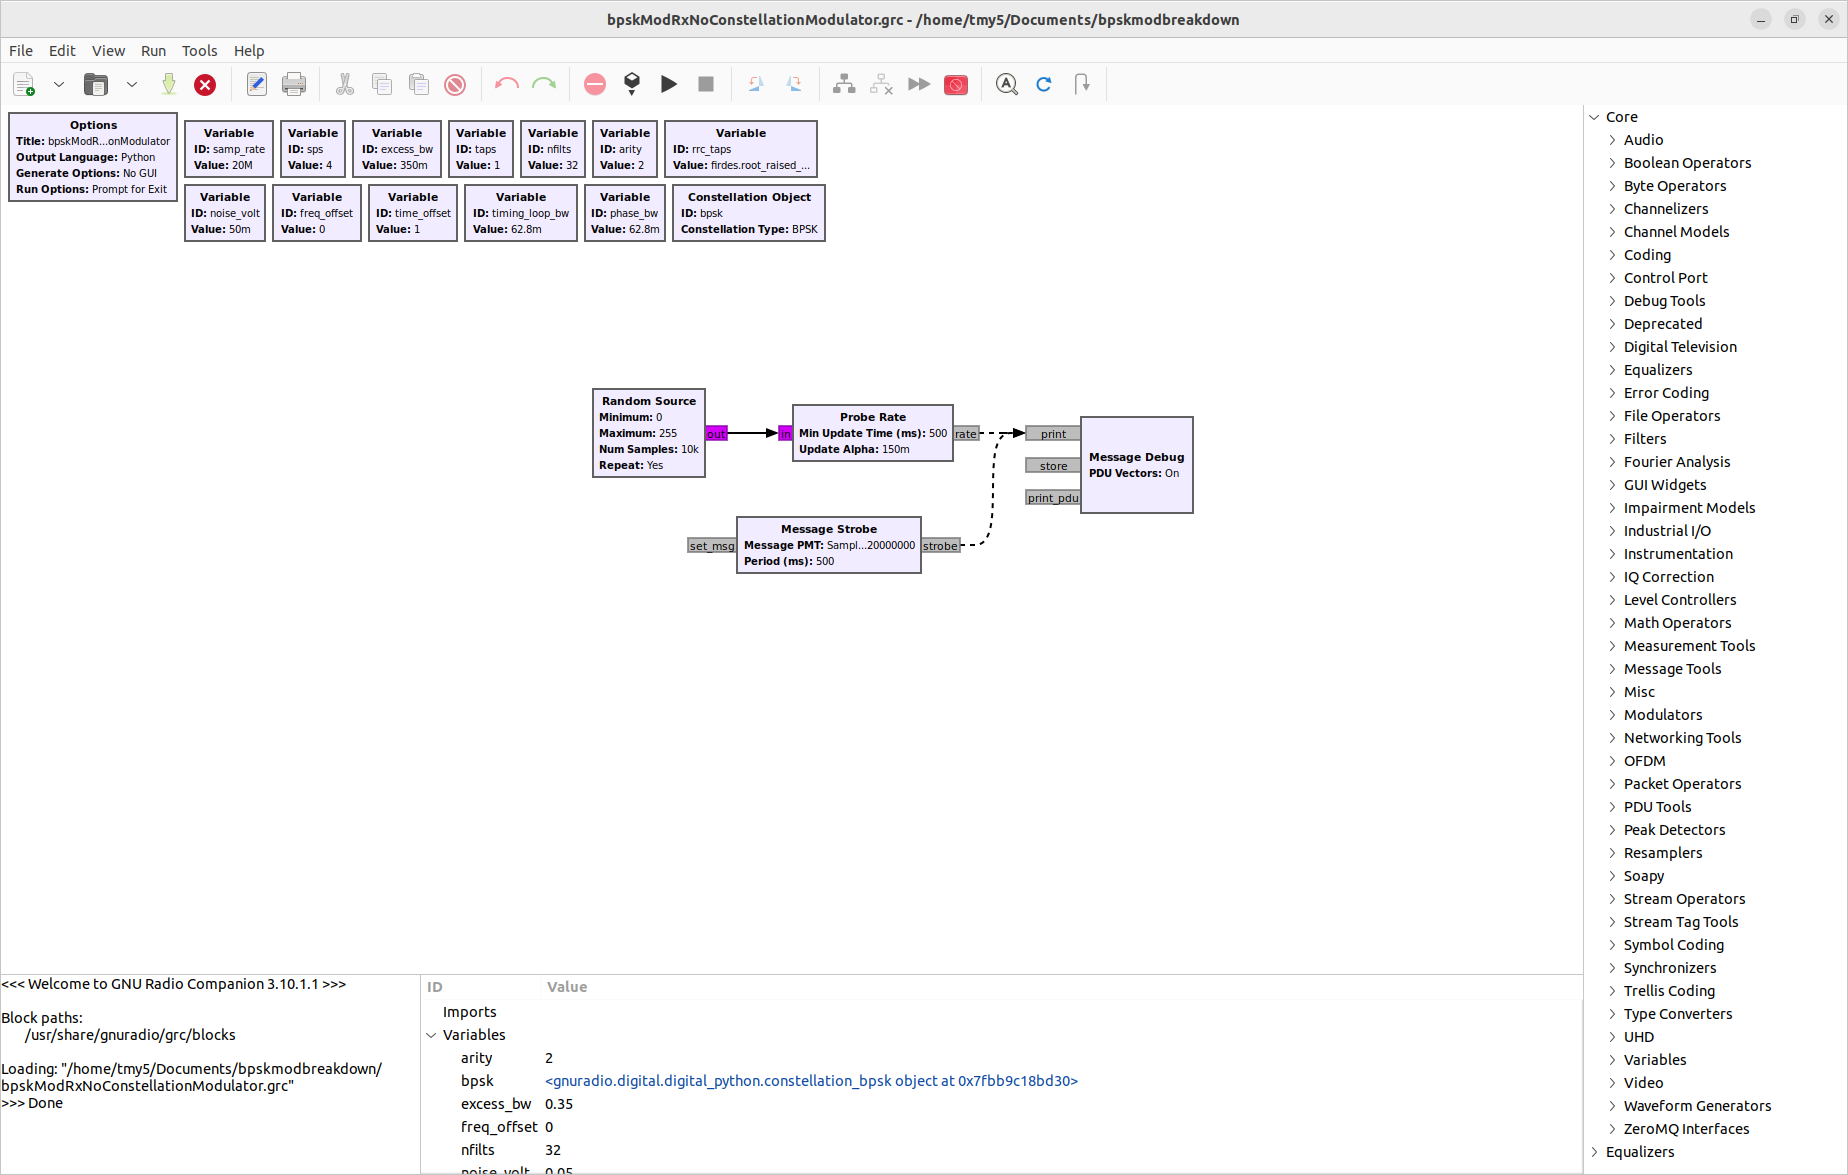 bpskModRxNoConstellationModulator.grc - /home/tmy5/Documents/bpskmodbreakdown
File Edit View Run Tools Help
Options
Title: bpskModR...onModulator
Output Language: Python
Generate Options: No GUI
Run Options: Prompt for Exit
Variable
ID: samp_rate
Value: 20M
Variable
ID: sps
Value: 4
Variable
ID: excess_bw
Value: 350m
Variable
ID: taps
Value: 1
Variable
ID: nfilts
Value: 32
Variable
ID: arity
Value: 2
Variable
ID: rrc_taps
Value: firdes.root_raised_...
Variable
ID: noise_volt
Value: 50m
Variable
ID: freq_offset
Value: 0
Variable
ID: time_offset
Value: 1
Variable
ID: timing_loop_bw
Value: 62.8m
Variable
ID: phase_bw
Value: 62.8m
Constellation Object
ID: bpsk
Constellation Type: BPSK
Random Source
Minimum: 0
Maximum: 255
Num Samples: 10k
Repeat: Yes
out
in
Probe Rate
Min Update Time (ms): 500
Update Alpha: 150m
rate
print
store
print_pdu
Message Debug
PDU Vectors: On
set_msg
Message Strobe
Message PMT: Sampl...20000000
Period (ms): 500
strobe
Core
Audio
Boolean Operators
Byte Operators
Channelizers
Channel Models
Coding
Control Port
Debug Tools
Deprecated
Digital Television
Equalizers
Error Coding
File Operators
Filters
Fourier Analysis
GUI Widgets
Impairment Models
Industrial I/O
Instrumentation
IQ Correction
Level Controllers
Math Operators
Measurement Tools
Message Tools
Misc
Modulators
Networking Tools
OFDM
Packet Operators
PDU Tools
Peak Detectors
Resamplers
Soapy
Stream Operators
Stream Tag Tools
Symbol Coding
Synchronizers
Trellis Coding
Type Converters
UHD
Variables
Video
Waveform Generators
ZeroMQ Interfaces
Equalizers
<<< Welcome to GNU Radio Companion 3.10.1.1 >>>
Block paths:
/usr/share/gnuradio/grc/blocks
Loading: "/home/tmy5/Documents/bpskmodbreakdown/
bpskModRxNoConstellationModulator.grc"
>>> Done
ID Value
Imports
Variables
arity 2
bpsk <gnuradio.digital.digital_python.constellation_bpsk object at 0x7fbb9c18bd30>
excess_bw 0.35
freq_offset 0
nfilts 32
noise_volt 0.05